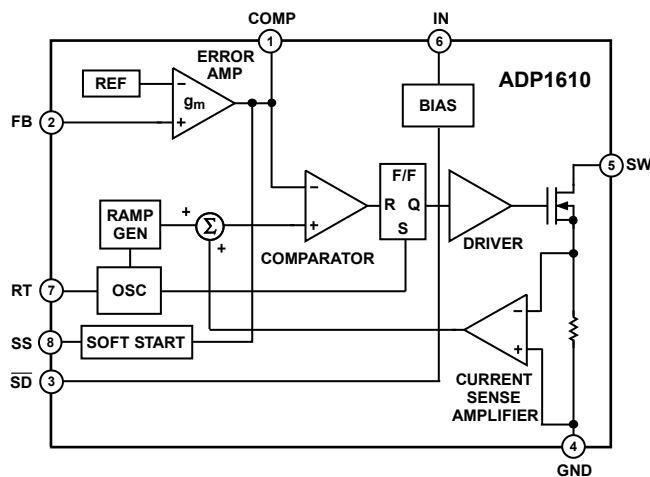 COMP
IN
1
6
ERROR
AMP
ADP1610
REF
−
gm
+
BIAS
FB
2
5
SW
F/F
R Q
S
−
+
RAMP
GEN
+
Σ
+
COMPARATOR
DRIVER
RT
7
OSC
−
+
SS
8
SOFT START
SD
3
CURRENT
SENSE
AMPLIFIER
4
GND